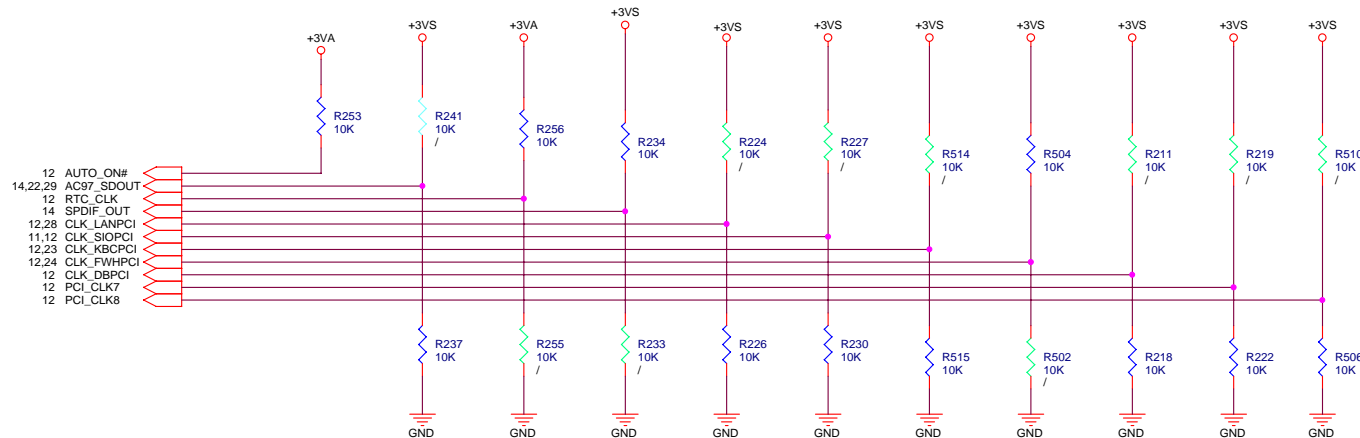 +3VA
+3VS
+3VA
+3VS
+3VS
+3VS
+3VS
+3VS
+3VS
+3VS
+3VS
R253
10K
R241
10K
/
R256
10K
R234
10K
R224
10K
/
R227
10K
/
R514
10K
/
R504
10K
R211
10K
/
R219
10K
/
R510
10K
/
12 AUTO_ON#
14,22,29 AC97_SDOUT
12 RTC_CLK
14 SPDIF_OUT
12,28 CLK_LANPCI
11,12 CLK_SIOPCI
12,23 CLK_KBCPCI
12,24 CLK_FWHPCI
12 CLK_DBPCI
12 PCI_CLK7
12 PCI_CLK8
R237
10K
R255
10K
/
R233
10K
/
R226
10K
R230
10K
R515
10K
R502
10K
/
R218
10K
R222
10K
R506
10K
GND
GND
GND
GND
GND
GND
GND
GND
GND
GND